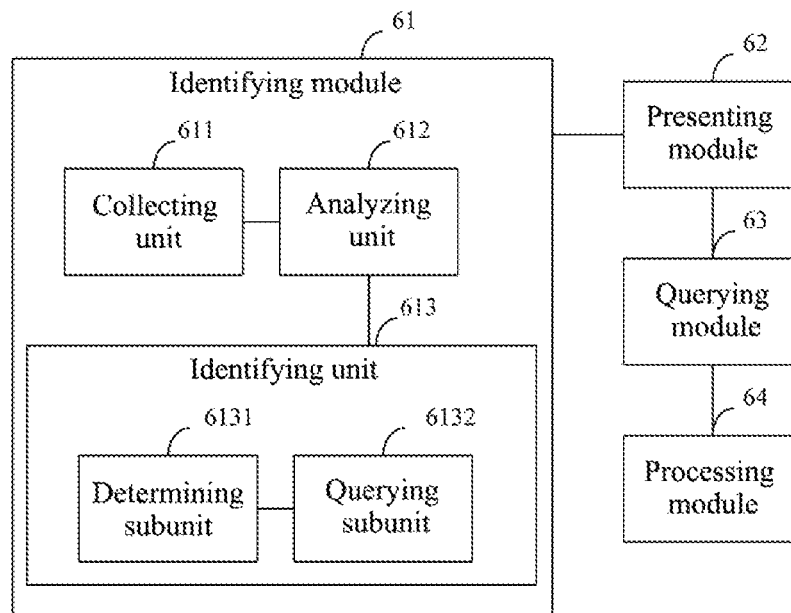 61
Identifying module
611
Collecting
unit
612
Analyzing
unit
613
Identifying unit
6131
Determining
subunit
6132
Querying
subunit
62
Presenting
module
63
Querying
module
64
Processing
module